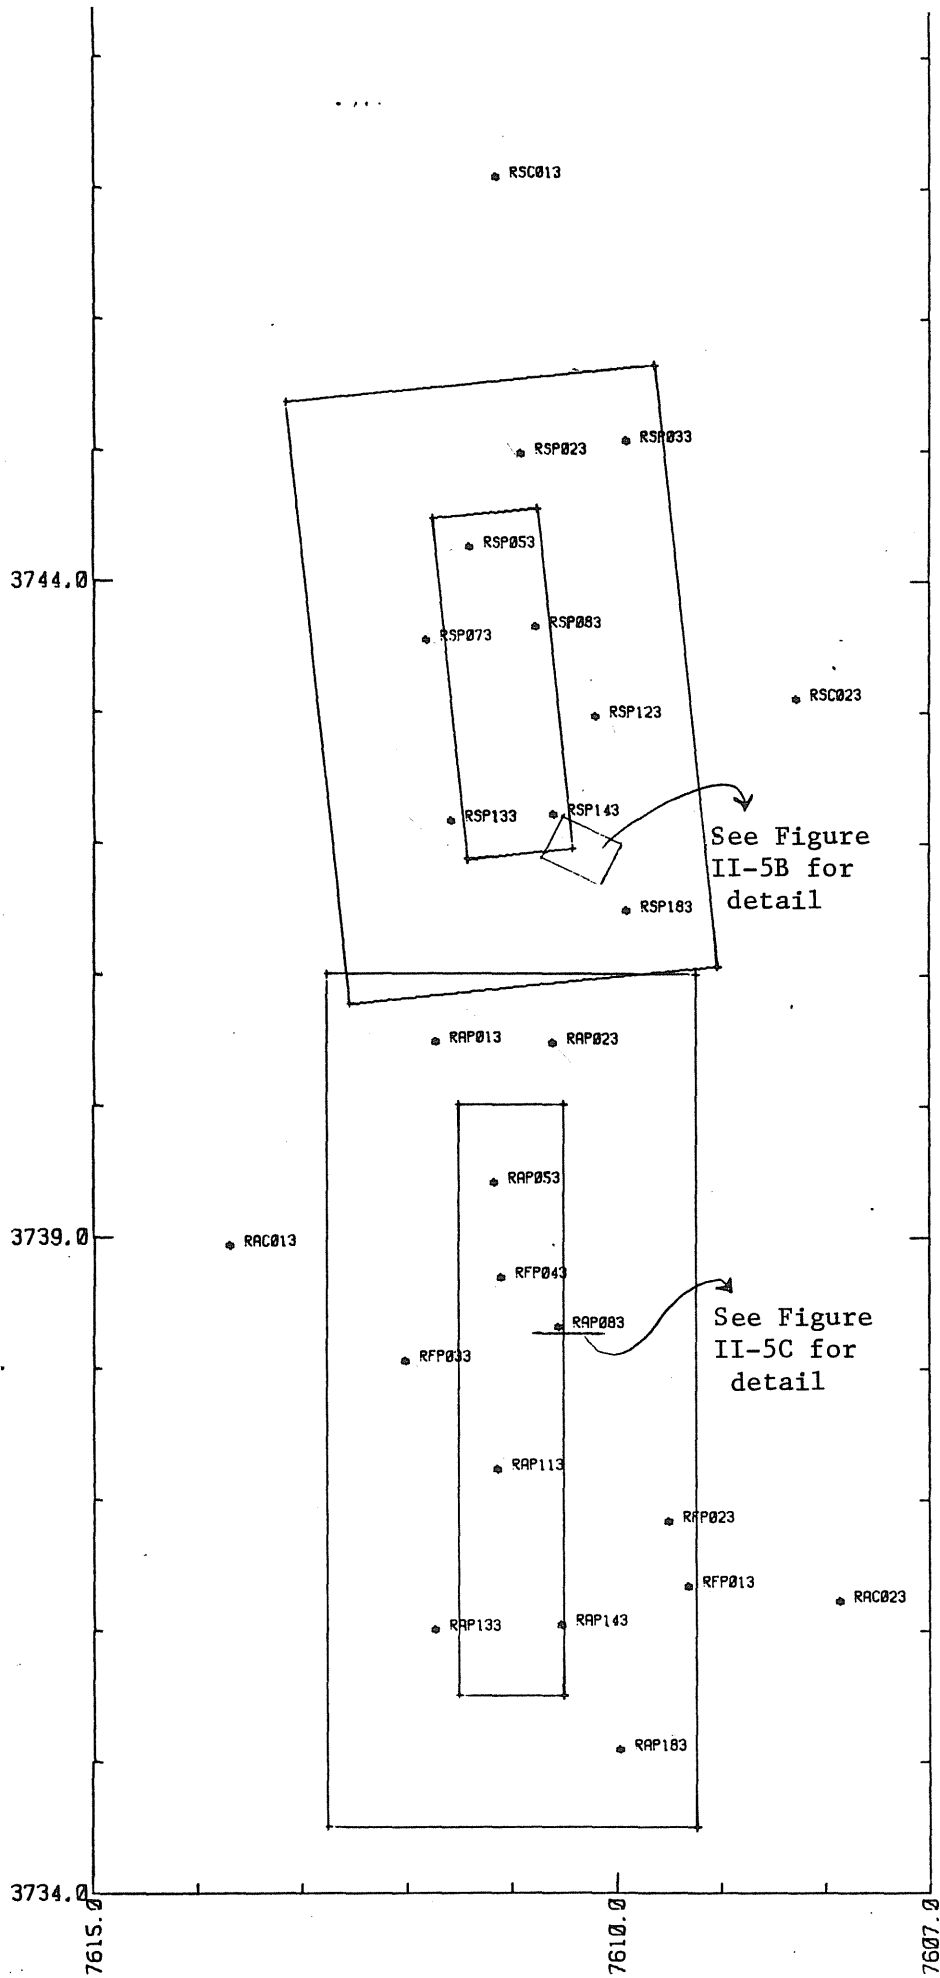 RSC013
RSP033
RSP023
RSP053
3744.0
RSP083
RSP073
RSC023
RSP123
RSP143
RSP133
See Figure
II-5B for
detail
RSP183
RAP013
RAP023
RAP053
3739.0
RAC013
RFP043
See Figure
II-5C for
detail
RAP083
RFP033
RAP113
RFP023
RFP013
RAC023
RAP143
RAP133
RAP183
3734.0
7615.0
7610.0
7607.0